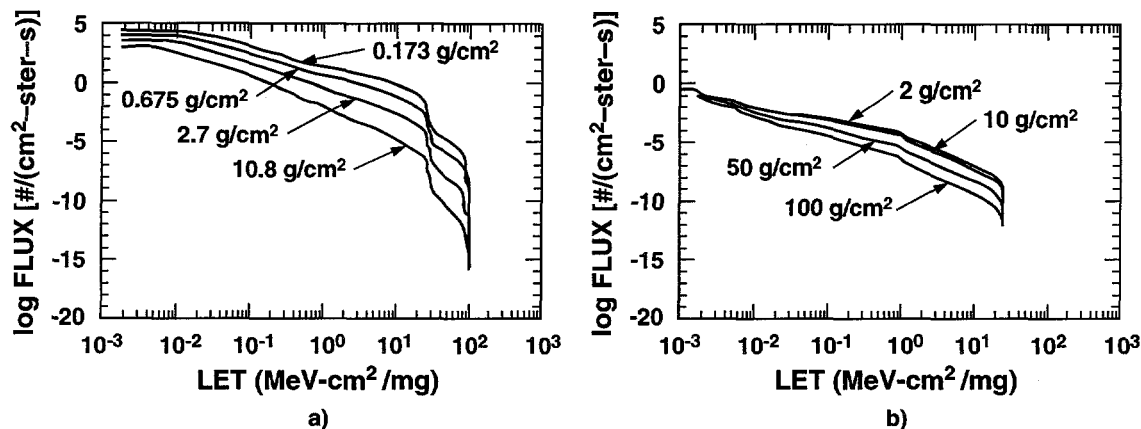 log FLUX [#/(cm²–ster–s)]
5
0
-5
-10
-15
-20
0.173 g/cm²
0.675 g/cm²
2.7 g/cm²
10.8 g/cm²
10⁻³ 10⁻² 10⁻¹ 10⁰ 10¹ 10² 10³
LET (MeV-cm²/mg)
a)
log FLUX [#/(cm²–ster–s)]
5
0
-5
-10
-15
-20
2 g/cm²
10 g/cm²
50 g/cm²
100 g/cm²
10⁻³ 10⁻² 10⁻¹ 10⁰ 10¹ 10² 10³
LET (MeV-cm²/mg)
b)